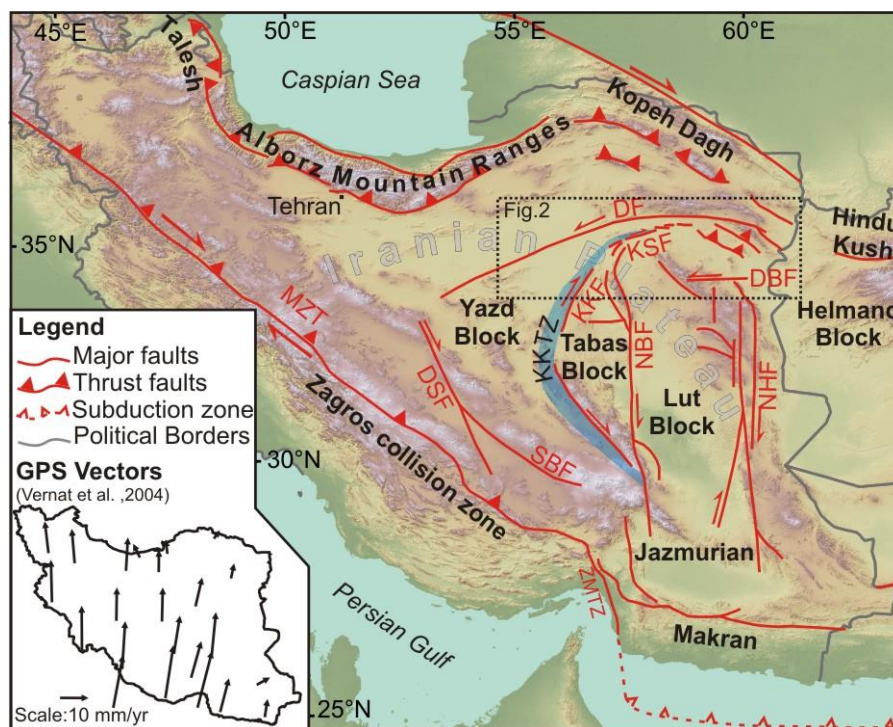 45°E
50°E
55°E
60°E
Talesh
Caspian Sea
Kopeh Dagh
Alborz Mountain Ranges
Tehran
Fig.2
DF
Hindu
Kush
35°N
Iranian Plateau
KSF
DBF
MZT
Yazd
Block
KKF
Helmand
Block
KKTZ
Tabas
Block
NBF
DSF
Lut
Block
NHF
Zagros collision zone
SBF
30°N
Jazmurian
ZMTZ
Makran
Persian Gulf
25°N
Legend
Major faults
Thrust faults
Subduction zone
Political Borders
GPS Vectors
(Vernat et al. ,2004)
Scale:10 mm/yr